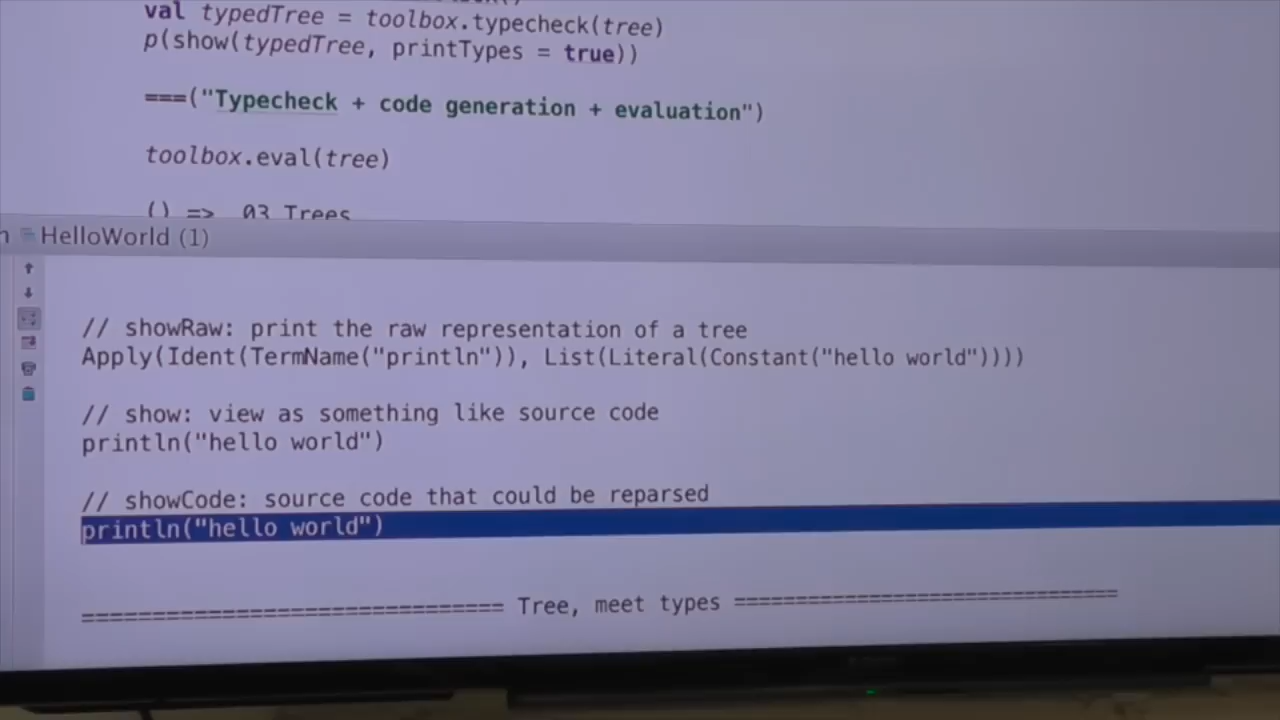 val typedTree = toolbox.typecheck(tree)
p(show(typedTree, printTypes = true))
===("Typecheck + code generation + evaluation")
toolbox.eval(tree)
() => 03 Trees
HelloWorld (1)
// showRaw: print the raw representation of a tree
Apply(Ident(TermName("println")), List(Literal(Constant("hello world"))))
// show: view as something like source code
println("hello world")
// showCode: source code that could be reparsed
println("hello world")
============================== Tree, meet types ==============================